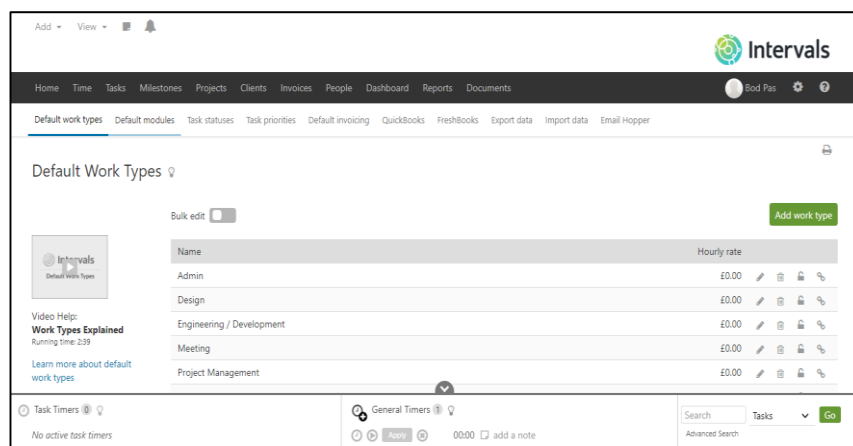 Add View
Intervals
Home Time Tasks Milestones Projects Clients Invoices People Dashboard Reports Documents Bod Pas
Default work types Default modules Task statuses Task priorities Default invoicing QuickBooks FreshBooks Export data Import data Email Hopper
Default Work Types
Bulk edit Add work type
Name Hourly rate
Admin £0.00
Design £0.00
Engineering / Development £0.00
Meeting £0.00
Project Management £0.00
Intervals
Default Work Types
Video Help:
Work Types Explained
Running time: 2:39
Learn more about default
work types
Task Timers 0 General Timers 1 Search Tasks Go
No active task timers Apply 00:00 add a note Advanced Search